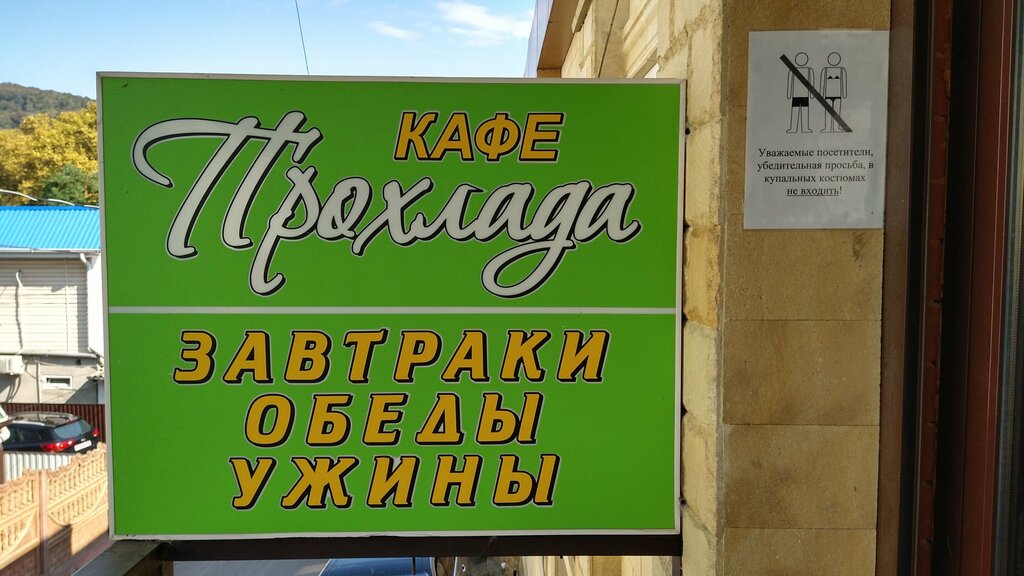 КАФЕ
Прохлада
ЗАВТРАКИ
ОБЕДЫ
УЖИНЫ
Уважаемые посетители,
убедительная просьба, в
купальных костюмах
не входить!